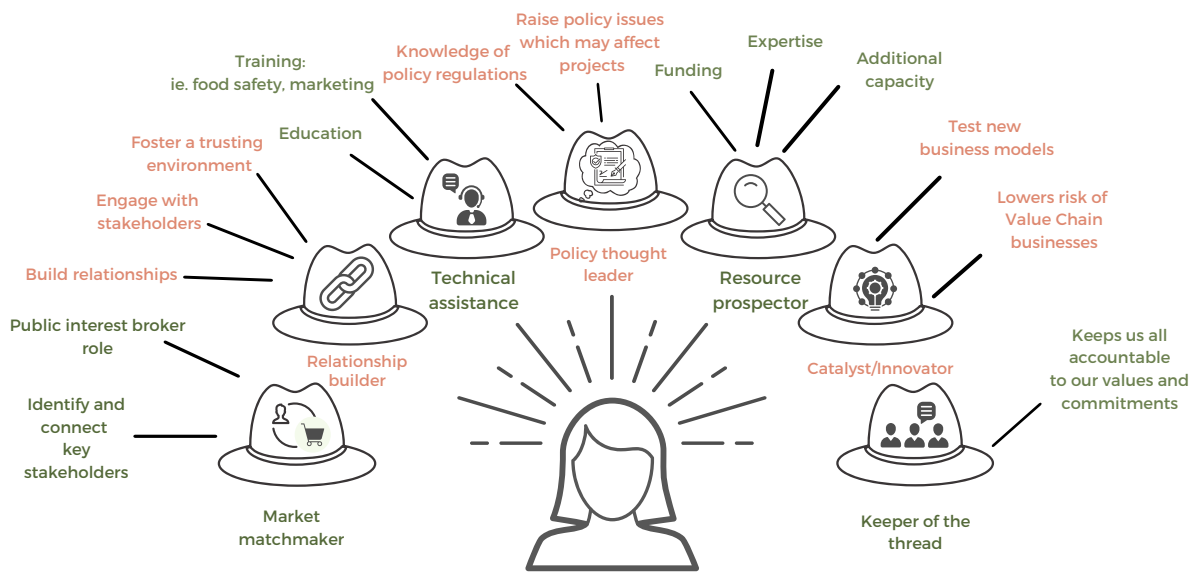 Raise policy issues
which may affect
projects
Knowledge of
policy regulations
Training:
ie. food safety, marketing
Education
Funding
Expertise
Additional
capacity
Foster a trusting
environment
Engage with
stakeholders
Build relationships
Test new
business models
Lowers risk of
Value Chain
businesses
Technical
assistance
Policy thought
leader
Resource
prospector
Public interest broker
role
Relationship
builder
Catalyst/Innovator
Keeps us all
accountable
to our values and
commitments
Identify and
connect
key
stakeholders
Market
matchmaker
Keeper of the
thread